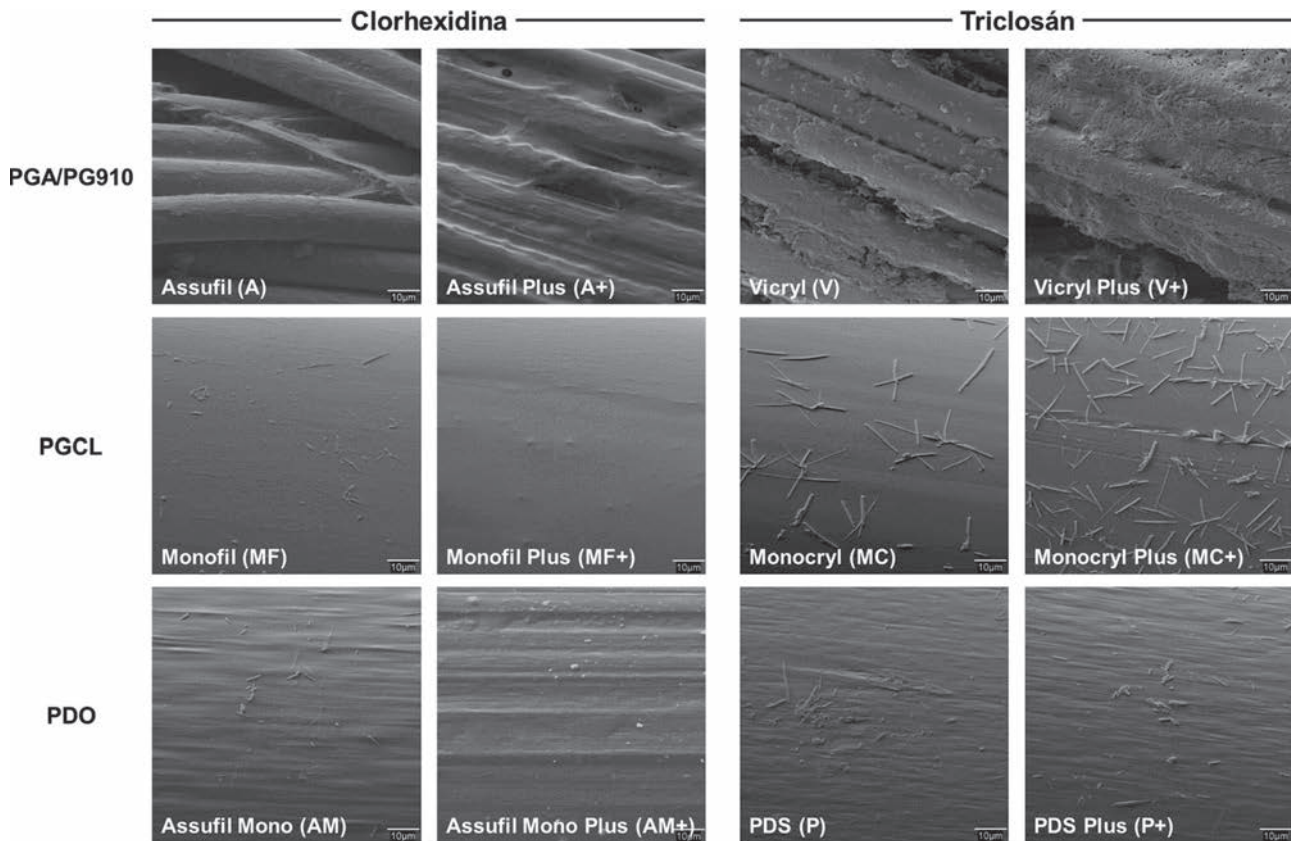 Clorhexidina
Triclosán
PGA/PG910
Assufil (A)
10µm
Assufil Plus (A+)
10µm
Vicryl (V)
10µm
Vicryl Plus (V+)
10µm
PGCL
Monofil (MF)
10µm
Monofil Plus (MF+)
10µm
Monocryl (MC)
10µm
Monocryl Plus (MC+)
10µm
PDO
Assufil Mono (AM)
10µm
Assufil Mono Plus (AM+)
10µm
PDS (P)
10µm
PDS Plus (P+)
10µm